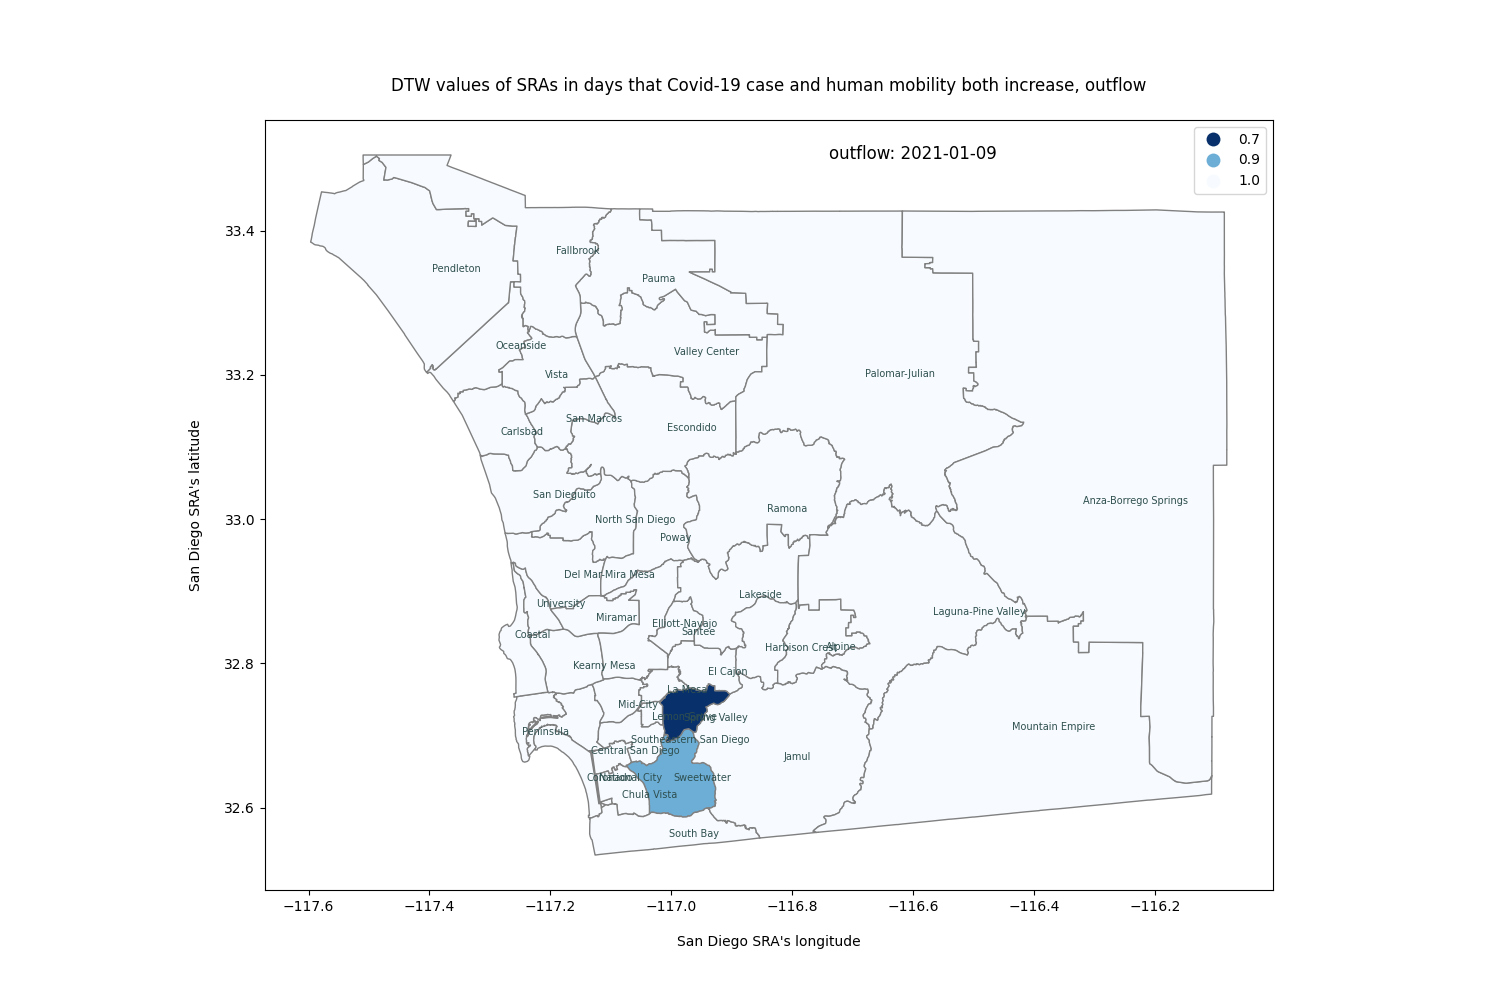 DTW values of SRAs in days that Covid-19 case and human mobility both increase, outflow
outflow: 2021-01-09
0.7
0.9
1.0
33.4
33.2
33.0
32.8
32.6
San Diego SRA's latitude
Fallbrook
Pendleton
Pauma
Oceanside
Valley Center
Vista
Palomar-Julian
San Marcos
Carlsbad
Escondido
San Dieguito
Anza-Borrego Springs
Ramona
North San Diego
Poway
Del Mar-Mira Mesa
Lakeside
University
Miramar
Laguna-Pine Valley
Elliott-Navajo
Santee
Coastal
Harbison Crest
Alpine
Kearny Mesa
El Cajon
La Mesa
Mid-City
Lemon Grove
Spring Valley
Mountain Empire
Peninsula
Southeastern San Diego
Central San Diego
Jamul
Coronado
National City
Sweetwater
Chula Vista
South Bay
−117.6 −117.4 −117.2 −117.0 −116.8 −116.6 −116.4 −116.2
San Diego SRA's longitude